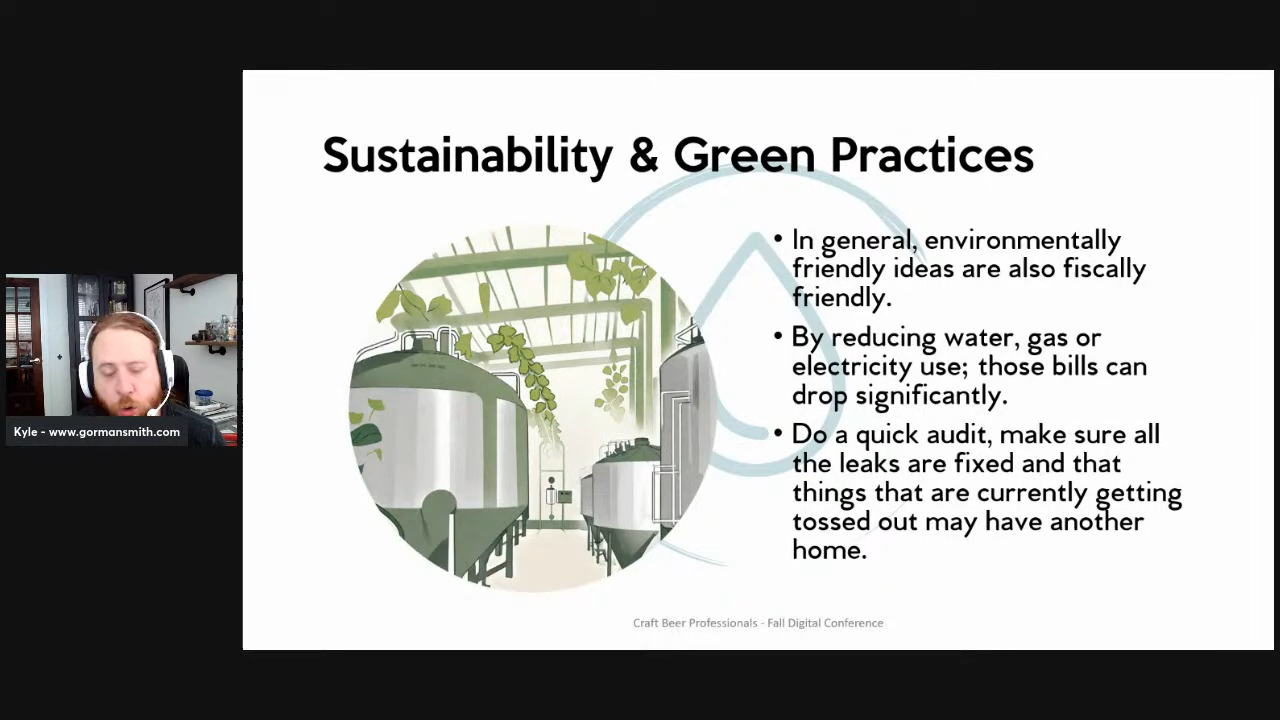 Sustainability & Green Practices
• In general, environmentally
friendly ideas are also fiscally
friendly.
• By reducing water, gas or
electricity use; those bills can
drop significantly.
• Do a quick audit, make sure all
the leaks are fixed and that
things that are currently getting
tossed out may have another
home.
Kyle - www.gormansmith.com
Craft Beer Professionals - Fall Digital Conference